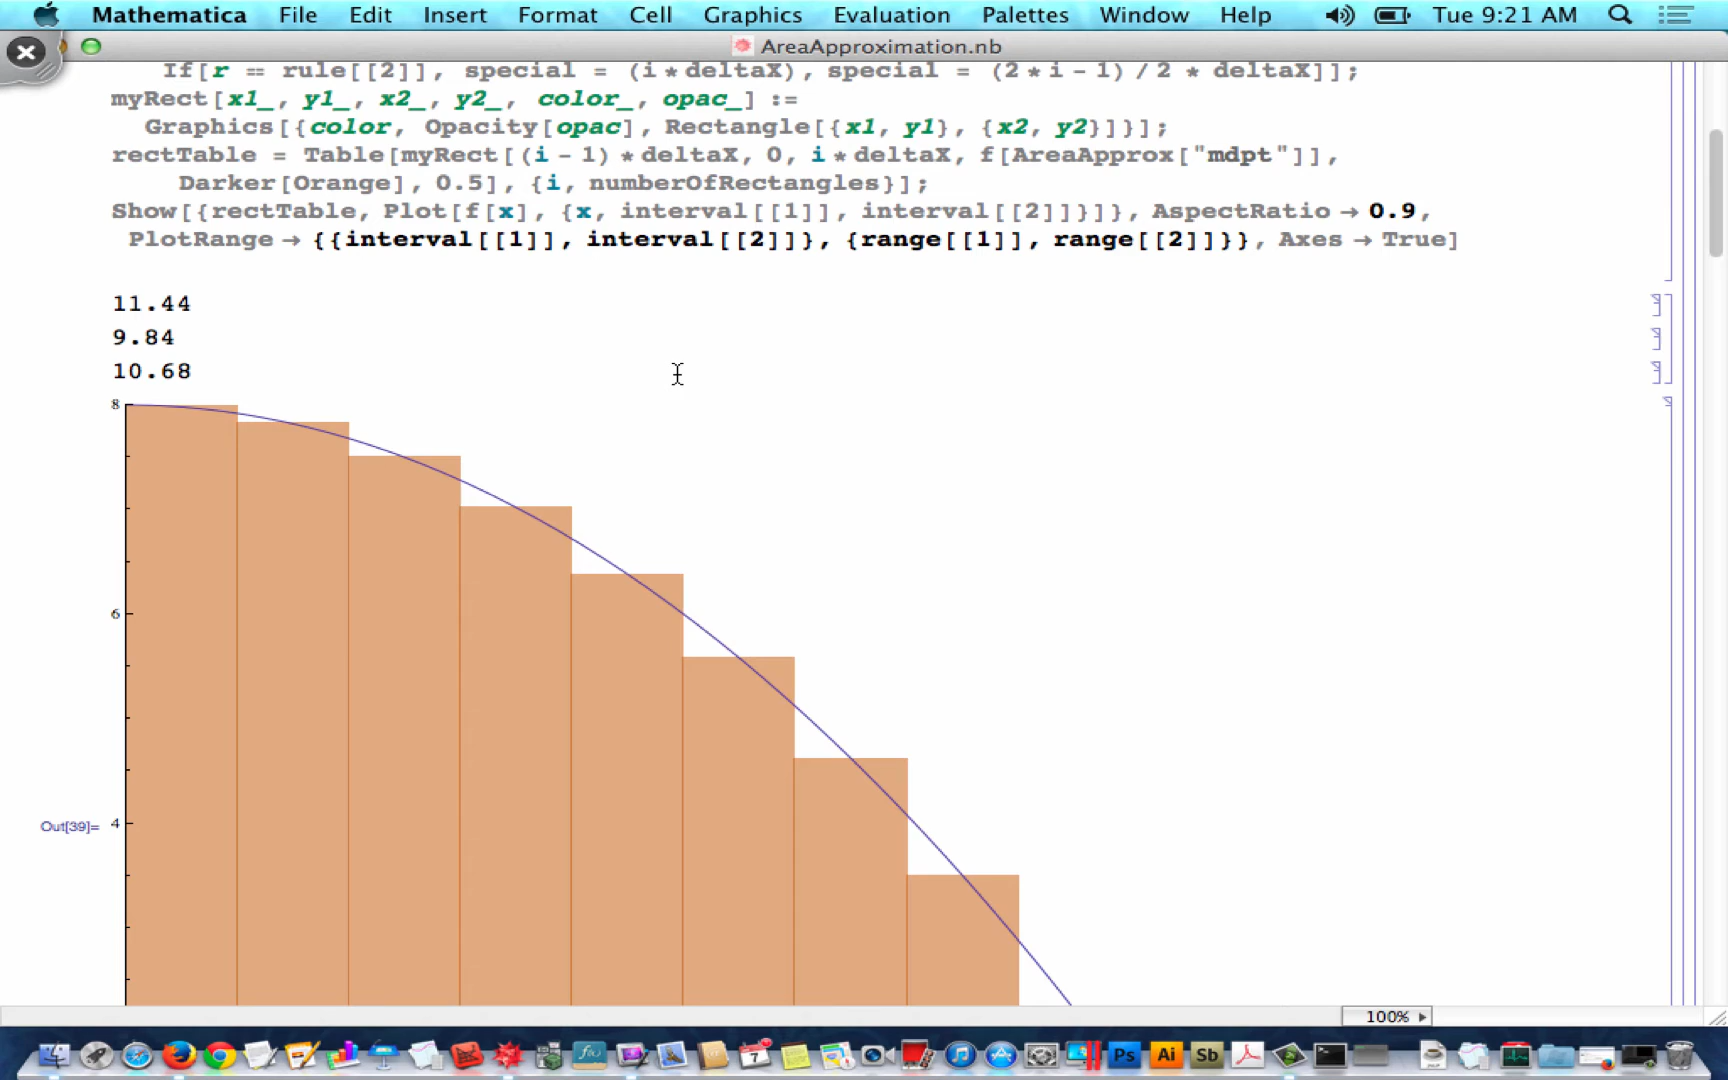 Mathematica File Edit Insert Format Cell Graphics Evaluation Palettes Window Help Tue 9:21 AM
AreaApproximation.nb
If[r == rule[[2]], special = (i*deltaX), special = (2*i-1)/2 * deltaX]];
myRect[x1_, y1_, x2_, y2_, color_, opac_] :=
Graphics[{color, Opacity[opac], Rectangle[{x1, y1}, {x2, y2}]}];
rectTable = Table[myRect[(i-1)*deltaX, 0, i*deltaX, f[AreaApprox["mdpt"]],
Darker[Orange], 0.5], {i, numberOfRectangles}];
Show[{rectTable, Plot[f[x], {x, interval[[1]], interval[[2]]}]}, AspectRatio → 0.9,
PlotRange → {{interval[[1]], interval[[2]]}, {range[[1]], range[[2]]}}, Axes → True]
11.44
9.84
10.68
8
6
Out[39]= 4
100%
f(x) 7 Ps Ai Sb